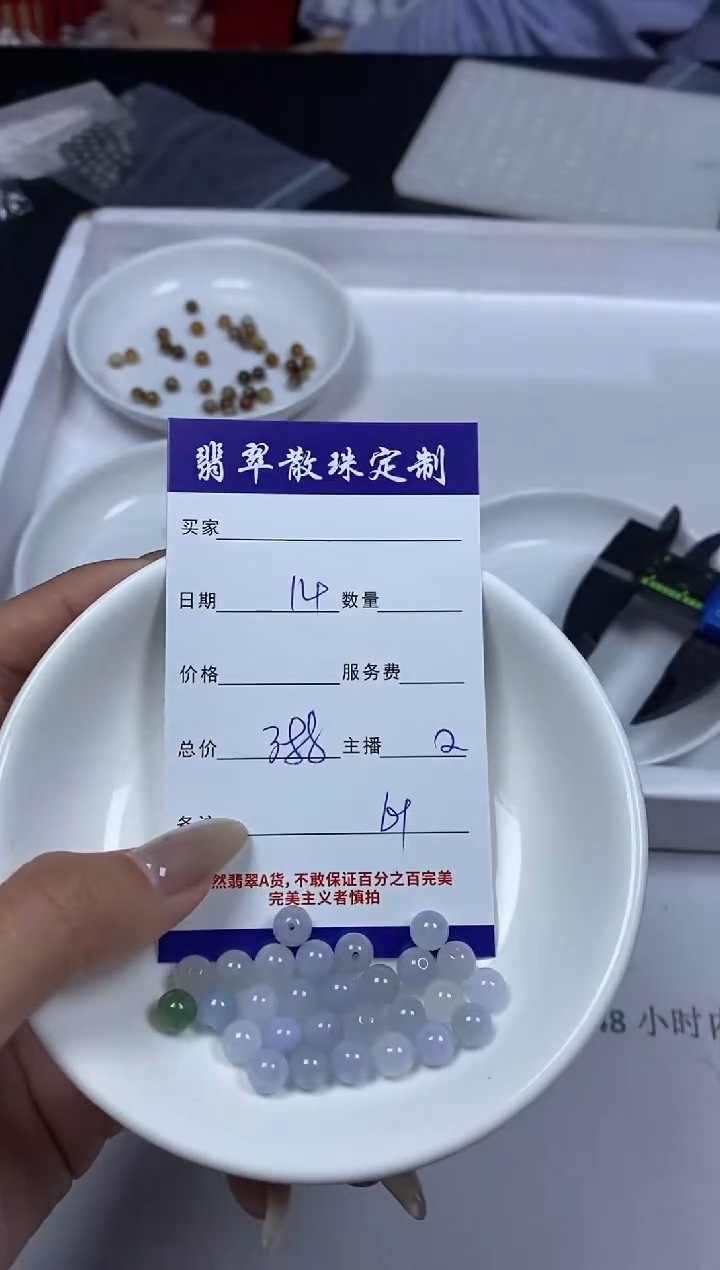 翡翠散珠定制
买家
日期 14 数量
价格 服务费
总价 388 主播 2
然翡翠A货,不敢保证百分之百完美
完美主义者慎拍
48小时内